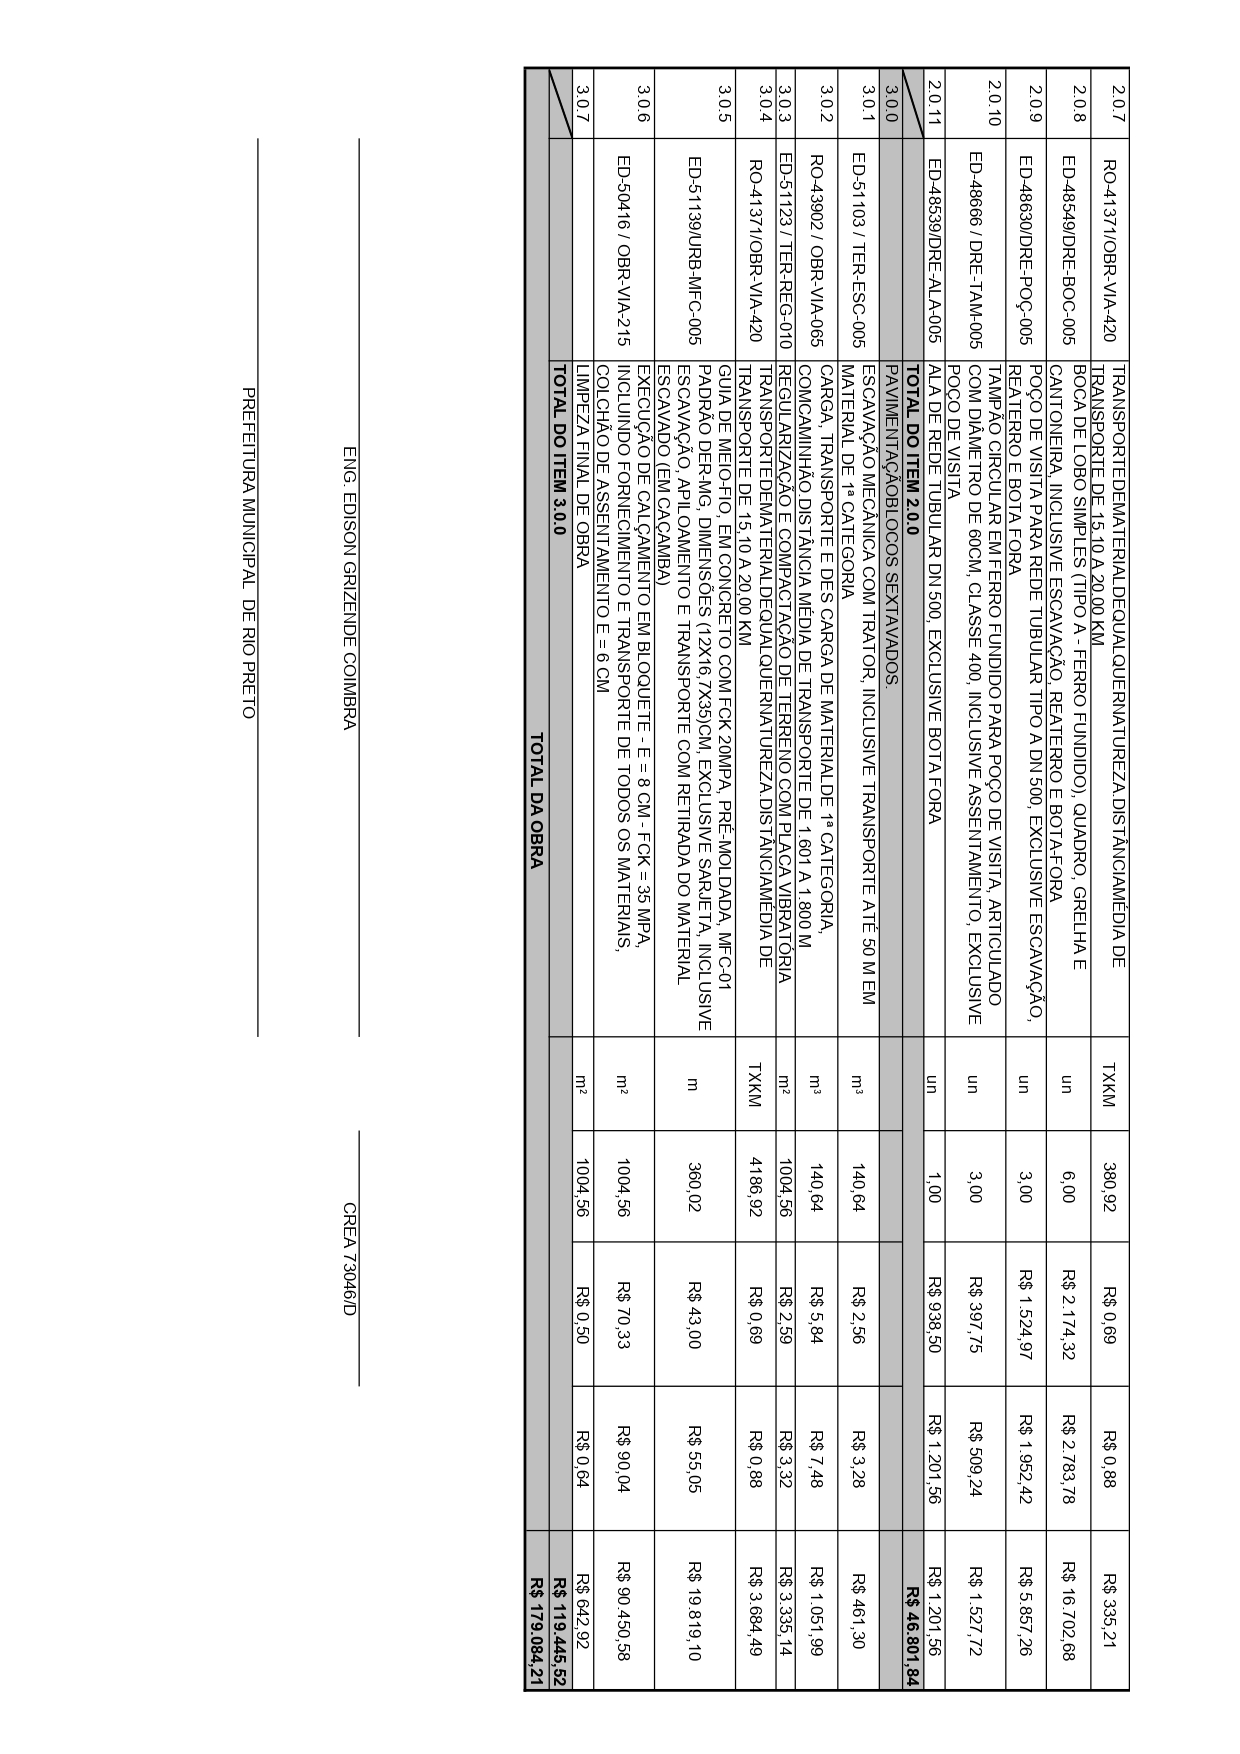 2.0.7 RO-41371/OBR-VIA-420 TRANSPORTEDEMATERIALDEQUALQUERNATUREZA.DISTÂNCIAMÉDIA DE
TRANSPORTE DE 15,10 A 20,00 KM TXKM 380,92 R$ 0,69 R$ 0,88 R$ 335,21
2.0.8 ED-48549/DRE-BOC-005 BOCA DE LOBO SIMPLES (TIPO A - FERRO FUNDIDO), QUADRO, GRELHA E
CANTONEIRA, INCLUSIVE ESCAVAÇÃO, REATERRO E BOTA-FORA un 6,00 R$ 2.174,32 R$ 2.783,78 R$ 16.702,68
2.0.9 ED-48630/DRE-POÇ-005 POÇO DE VISITA PARA REDE TUBULAR TIPO A DN 500, EXCLUSIVE ESCAVAÇÃO,
REATERRO E BOTA FORA un 3,00 R$ 1.524,97 R$ 1.952,42 R$ 5.857,26
2.0.10 ED-48666 / DRE-TAM-005 TAMPÃO CIRCULAR EM FERRO FUNDIDO PARA POÇO DE VISITA, ARTICULADO
COM DIÂMETRO DE 60CM, CLASSE 400, INCLUSIVE ASSENTAMENTO, EXCLUSIVE
POÇO DE VISITA un 3,00 R$ 397,75 R$ 509,24 R$ 1.527,72
2.0.11 ED-48539/DRE-ALA-005 ALA DE REDE TUBULAR DN 500, EXCLUSIVE BOTA FORA un 1,00 R$ 938,50 R$ 1.201,56 R$ 1.201,56
TOTAL DO ITEM 2.0.0 R$ 46.801,84
3.0.0 PAVIMENTAÇÃOBLOCOS SEXTAVADOS.
3.0.1 ED-51103 / TER-ESC-005 ESCAVAÇÃO MECÂNICA COM TRATOR, INCLUSIVE TRANSPORTE ATÉ 50 M EM
MATERIAL DE 1ª CATEGORIA m³ 140,64 R$ 2,56 R$ 3,28 R$ 461,30
3.0.2 RO-43902 / OBR-VIA-065 CARGA, TRANSPORTE E DES CARGA DE MATERIALDE 1ª CATEGORIA,
COMCAMINHÃO.DISTÂNCIA MÉDIA DE TRANSPORTE DE 1.601 A 1.800 M m³ 140,64 R$ 5,84 R$ 7,48 R$ 1.051,99
3.0.3 ED-51123 / TER-REG-010 REGULARIZAÇÃO E COMPACTAÇÃO DE TERRENO COM PLACA VIBRATÓRIA m² 1004,56 R$ 2,59 R$ 3,32 R$ 3.335,14
3.0.4 RO-41371/OBR-VIA-420 TRANSPORTEDEMATERIALDEQUALQUERNATUREZA.DISTÂNCIAMÉDIA DE
TRANSPORTE DE 15,10 A 20,00 KM TXKM 4186,92 R$ 0,69 R$ 0,88 R$ 3.684,49
3.0.5 ED-51139/URB-MFC-005 GUIA DE MEIO-FIO, EM CONCRETO COM FCK 20MPA, PRÉ-MOLDADA, MFC-01
PADRÃO DER-MG, DIMENSÕES (12X16,7X35)CM, EXCLUSIVE SARJETA, INCLUSIVE
ESCAVAÇÃO, APILOAMENTO E TRANSPORTE COM RETIRADA DO MATERIAL
ESCAVADO (EM CAÇAMBA) m 360,02 R$ 43,00 R$ 55,05 R$ 19.819,10
3.0.6 ED-50416 / OBR-VIA-215 EXECUÇÃO DE CALÇAMENTO EM BLOQUETE - E = 8 CM - FCK = 35 MPA,
INCLUINDO FORNECIMENTO E TRANSPORTE DE TODOS OS MATERIAIS,
COLCHÃO DE ASSENTAMENTO E = 6 CM m² 1004,56 R$ 70,33 R$ 90,04 R$ 90.450,58
3.0.7 LIMPEZA FINAL DE OBRA m² 1004,56 R$ 0,50 R$ 0,64 R$ 642,92
TOTAL DO ITEM 3.0.0 R$ 119.445,52
TOTAL DA OBRA R$ 179.084,21
ENG. EDISON GRIZENDE COIMBRA CREA 73046/D
PREFEITURA MUNICIPAL DE RIO PRETO